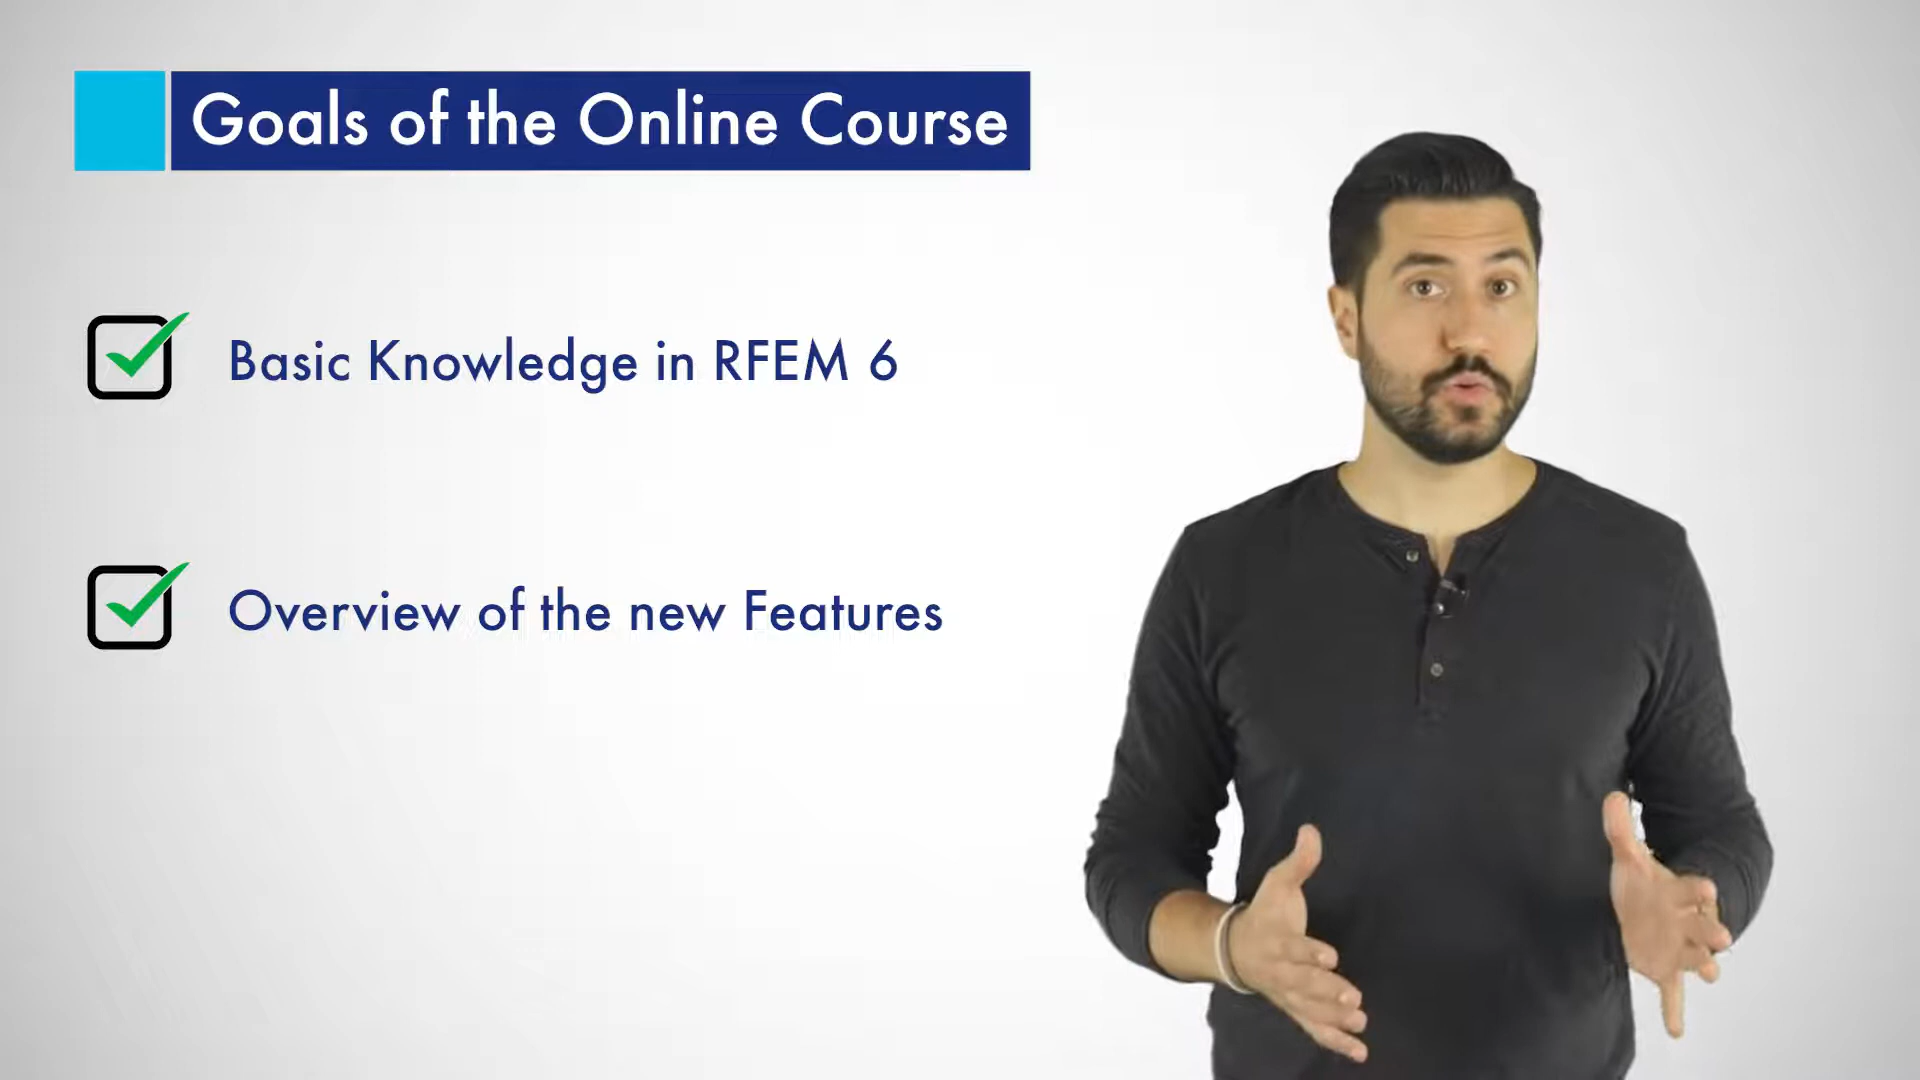 Goals of the Online Course
Basic Knowledge in RFEM 6
Overview of the new Features